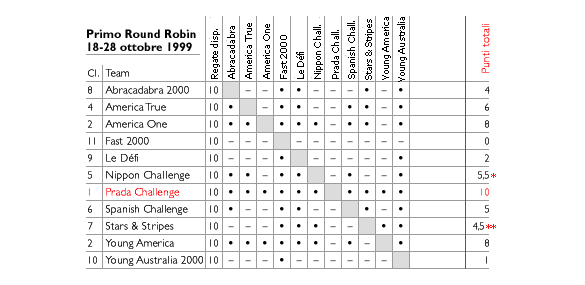 Primo Round Robin
18-28 ottobre 1999
Cl. Team Regate disp. Abracadabra America True America One Fast 2000 Le Défi Nippon Chall. Prada Chall. Spanish Chall. Stars & Stripes Young America Young Australia Punti totali
8 Abracadabra 2000 10 – – • • – – – • – • 4
4 America True 10 • – • • – – • • – • 6
2 America One 10 • • • • • – • • – • 8
11 Fast 2000 10 – – – – – – – – – – 0
9 Le Défi 10 – – – • – – – – – • 2
5 Nippon Challenge 10 • • – • • – • – – • 5,5*
1 Prada Challenge 10 • • • • • • • • • • 10
6 Spanish Challenge 10 • – – • • – – • – • 5
7 Stars & Stripes 10 – – – • • • – – • • 4,5**
2 Young America 10 • • • • • • – • – • 8
10 Young Australia 2000 10 – – – • – – – – – – 1